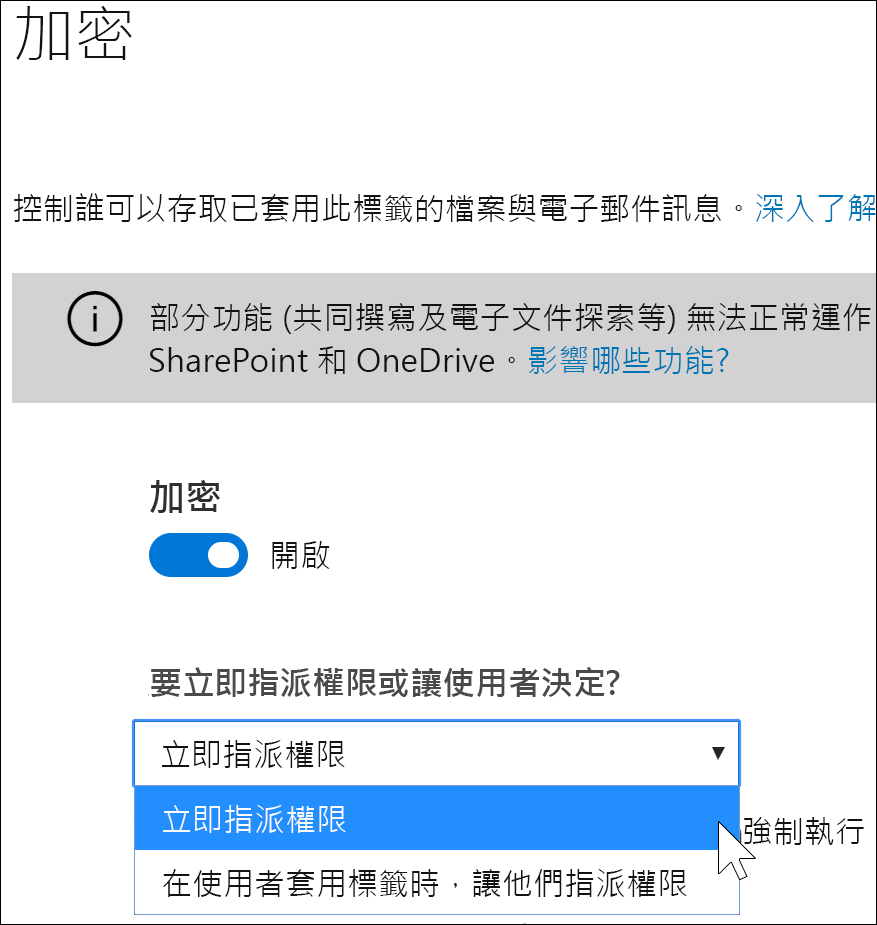 加密
控制誰可以存取已套用此標籤的檔案與電子郵件訊息。深入了解
部分功能 (共同撰寫及電子文件探索等) 無法正常運作
SharePoint 和 OneDrive。影響哪些功能?
加密
開啟
要立即指派權限或讓使用者決定?
立即指派權限
立即指派權限
強制執行
在使用者套用標籤時，讓他們指派權限